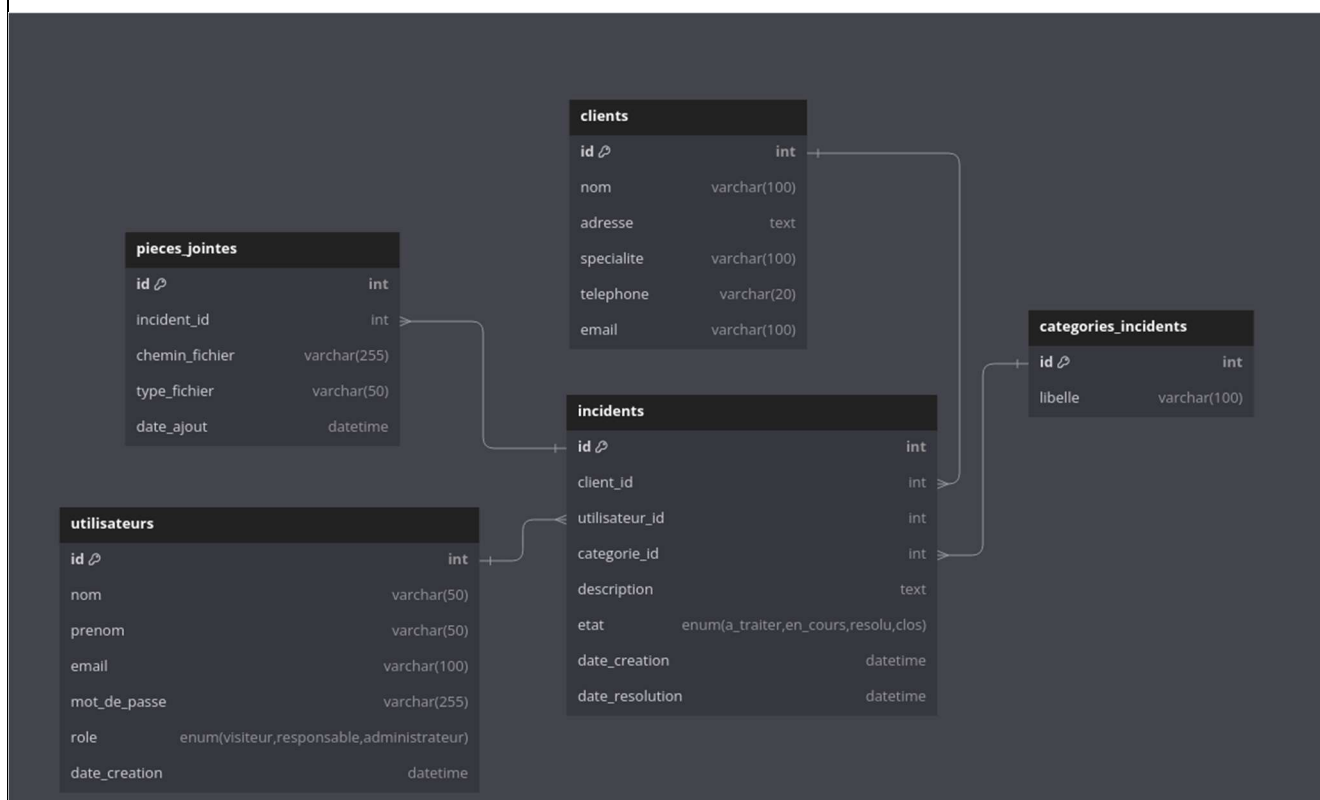 clients
id int
nom varchar(100)
adresse text
specialite varchar(100)
telephone varchar(20)
email varchar(100)
pieces_jointes
id int
incident_id int
chemin_fichier varchar(255)
type_fichier varchar(50)
date_ajout datetime
categories_incidents
id int
libelle varchar(100)
incidents
id int
client_id int
utilisateur_id int
categorie_id int
description text
etat enum(a_traiter,en_cours,resolu,clos)
date_creation datetime
date_resolution datetime
utilisateurs
id int
nom varchar(50)
prenom varchar(50)
email varchar(100)
mot_de_passe varchar(255)
role enum(visiteur,responsable,administrateur)
date_creation datetime